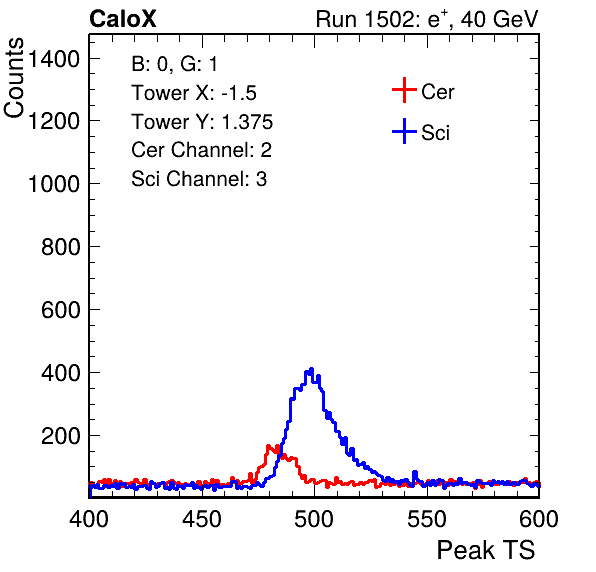 CaloX Run 1502: e⁺, 40 GeV
Counts
B: 0, G: 1
Tower X: -1.5
Tower Y: 1.375
Cer Channel: 2
Sci Channel: 3
Cer
Sci
1400
1200
1000
800
600
400
200
400 450 500 550 600
Peak TS